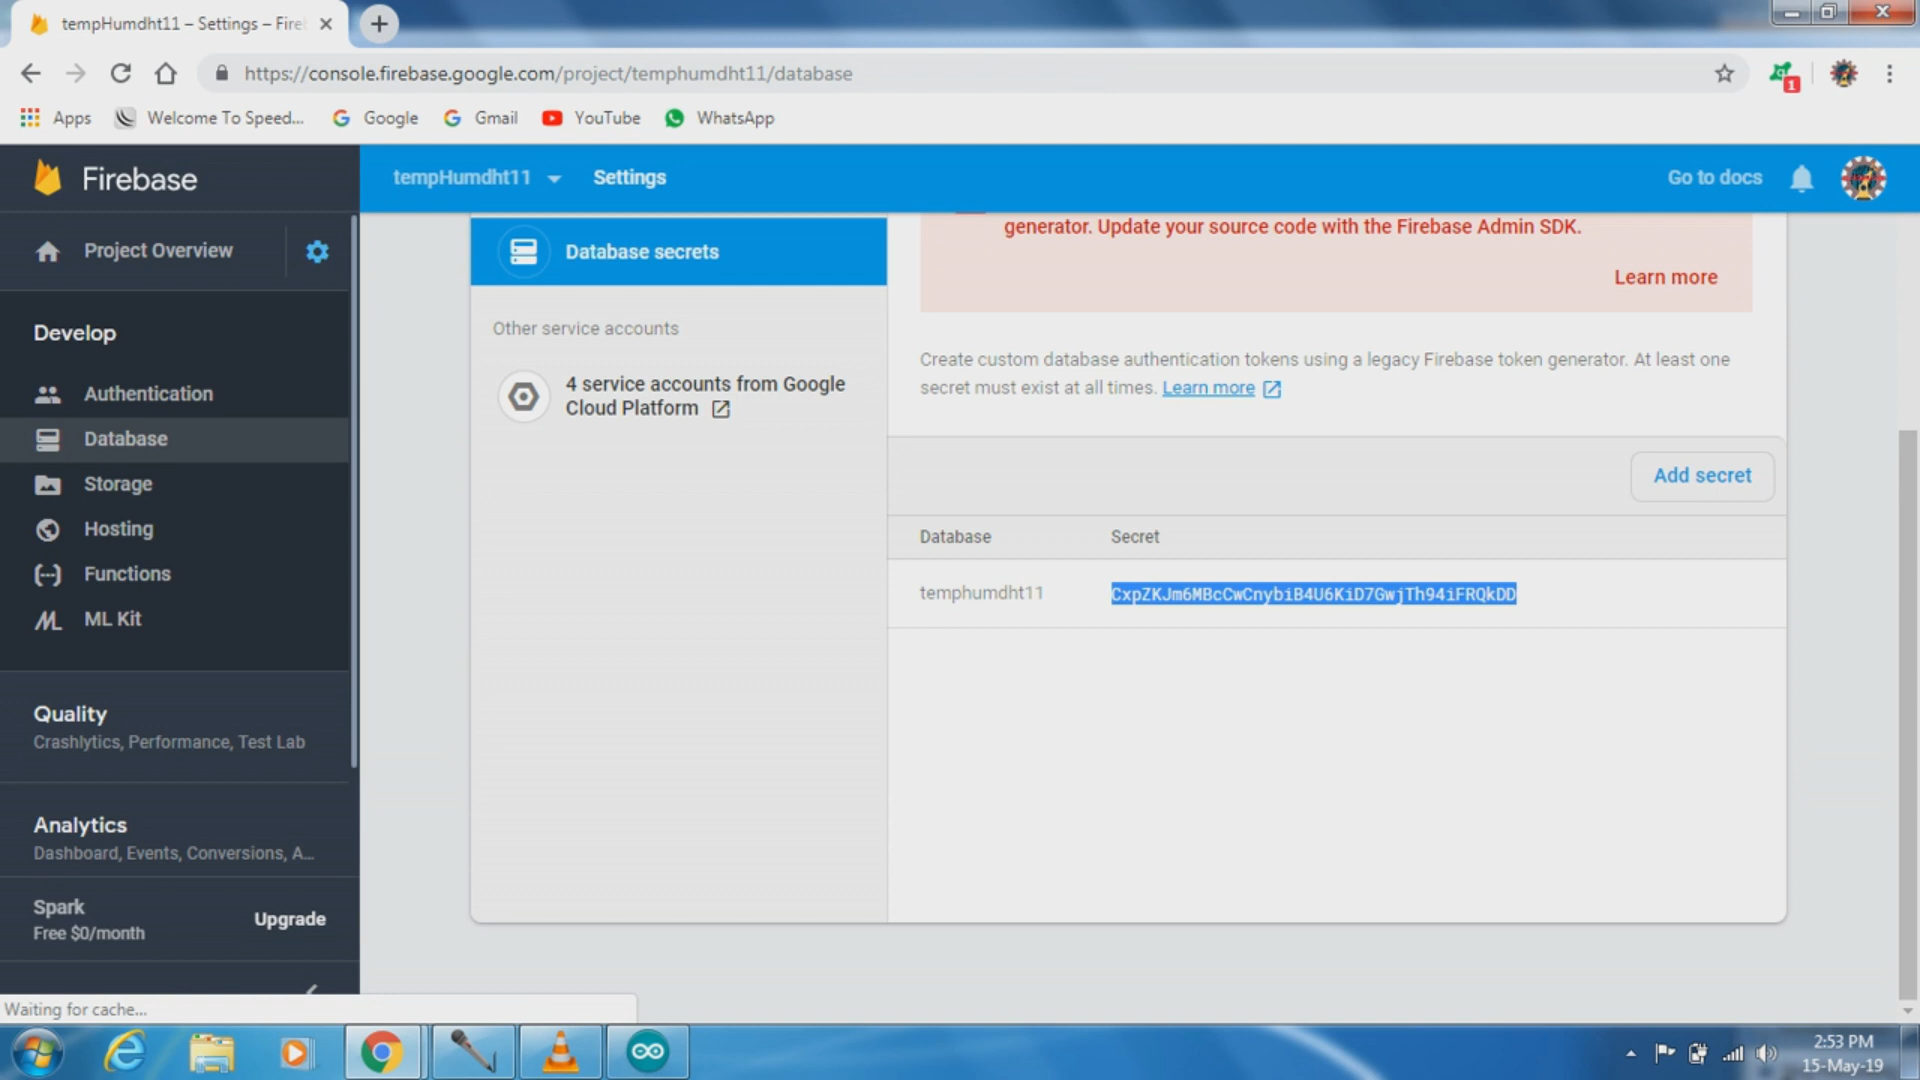 tempHumdht11 – Settings – Fire
https://console.firebase.google.com/project/temphumdht11/database
1
Apps
Welcome To Speed...
Google
Gmail
YouTube
WhatsApp
Firebase
tempHumdht11
Settings
Go to docs
Project Overview
Develop
Authentication
Database
Storage
Hosting
Functions
ML Kit
Quality
Crashlytics, Performance, Test Lab
Analytics
Dashboard, Events, Conversions, A...
Spark
Free $0/month
Upgrade
Database secrets
Other service accounts
4 service accounts from Google
Cloud Platform
generator. Update your source code with the Firebase Admin SDK.
Learn more
Create custom database authentication tokens using a legacy Firebase token generator. At least one
secret must exist at all times. Learn more
Add secret
Database Secret
temphumdht11 CxpZKJm6MBcCwCnybiB4U6KiD7GwjTh94iFRQkDD
Waiting for cache...
2:53 PM
15-May-19